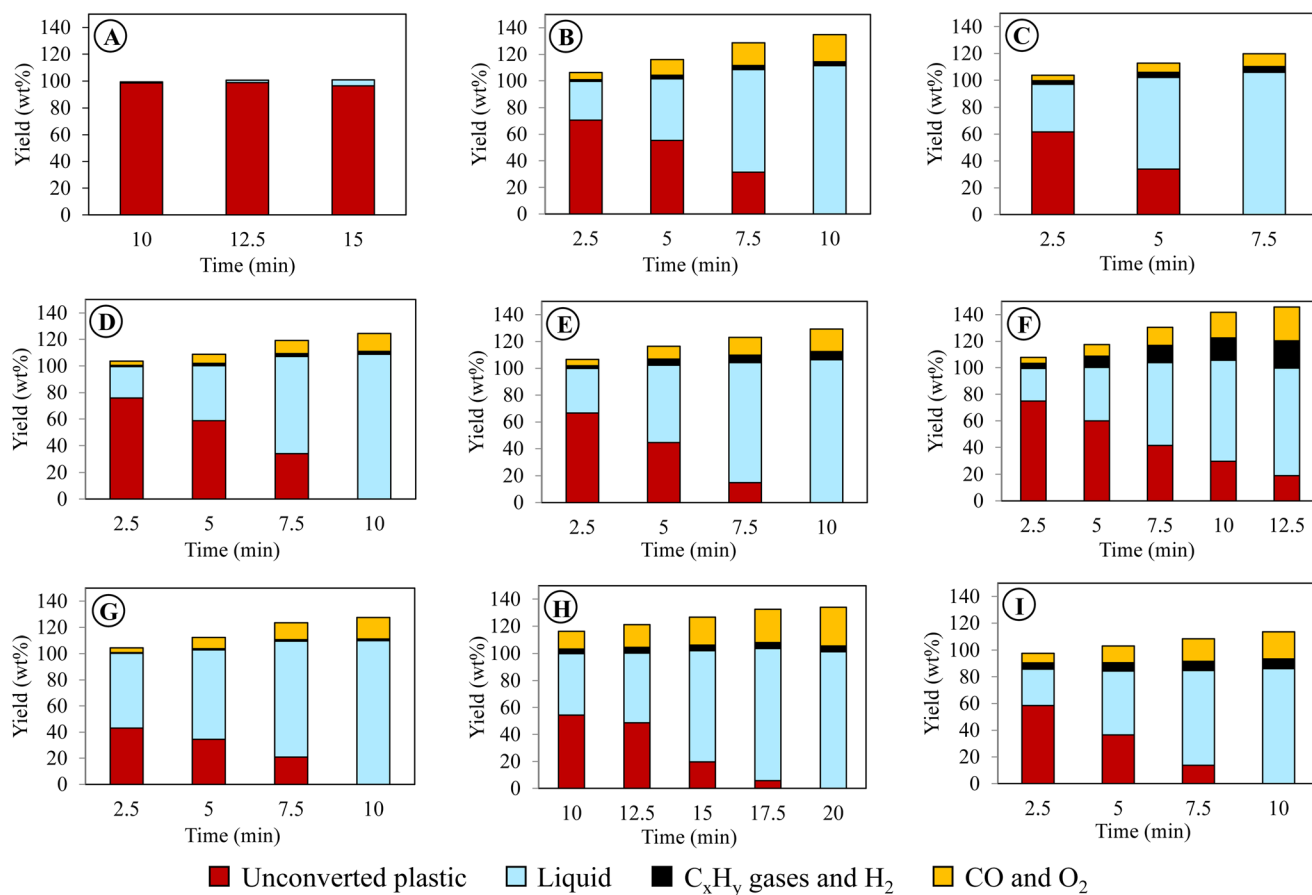 A
Yield (wt%)
140
120
100
80
60
40
20
0
10 12.5 15
Time (min)
B
Yield (wt%)
140
120
100
80
60
40
20
0
2.5 5 7.5 10
Time (min)
C
Yield (wt%)
140
120
100
80
60
40
20
0
2.5 5 7.5
Time (min)
D
Yield (wt%)
140
120
100
80
60
40
20
0
2.5 5 7.5 10
Time (min)
E
Yield (wt%)
140
120
100
80
60
40
20
0
2.5 5 7.5 10
Time (min)
F
Yield (wt%)
140
120
100
80
60
40
20
0
2.5 5 7.5 10 12.5
Time (min)
G
Yield (wt%)
140
120
100
80
60
40
20
0
2.5 5 7.5 10
Time (min)
H
Yield (wt%)
140
120
100
80
60
40
20
0
10 12.5 15 17.5 20
Time (min)
I
Yield (wt%)
140
120
100
80
60
40
20
0
2.5 5 7.5 10
Time (min)
Unconverted plastic Liquid CₓHᵧ gases and H₂ CO and O₂